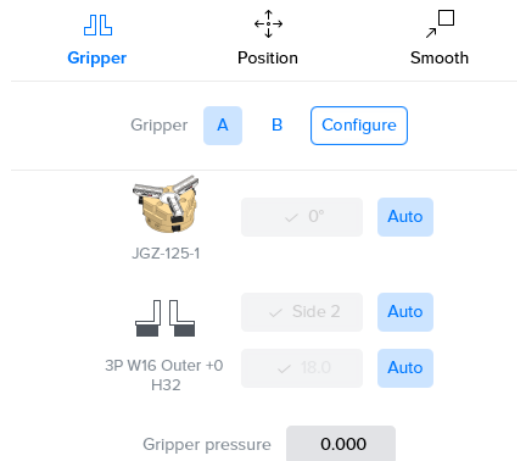 Gripper Position Smooth
Gripper A B Configure
0° Auto
JGZ-125-1
Side 2 Auto
3P W16 Outer +0
H32
18.0 Auto
Gripper pressure 0.000